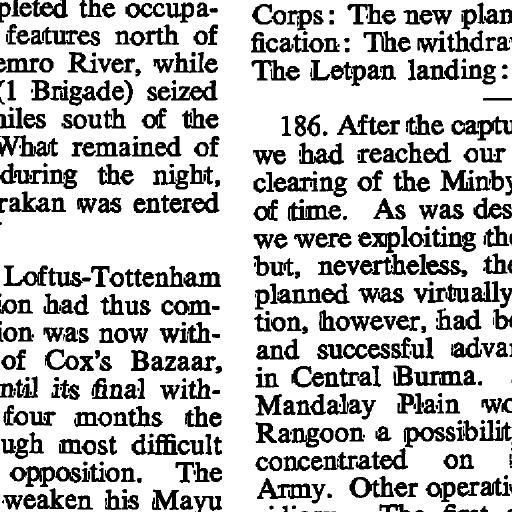 pleted the occupa-
features north of
emro River, while
(1 Brigade) seized
miles south of the
What remained of
during the night,
rakan was entered
Loftus-Tottenham
ion had thus com-
ion was now with-
of Cox's Bazaar,
ntil its final with-
four months the
ugh most difficult
opposition. The
weaken his Mayu
Corps: The new plan
fication: The withdra
The Letpan landing:
186. After the captu
we had reached our
clearing of the Minby
of time. As was des
we were exploiting the
but, nevertheless, the
planned was virtually
tion, however, had be
and successful advan
in Central Burma.
Mandalay Plain wo
Rangoon a possibilit
concentrated on
Army. Other operati
The first